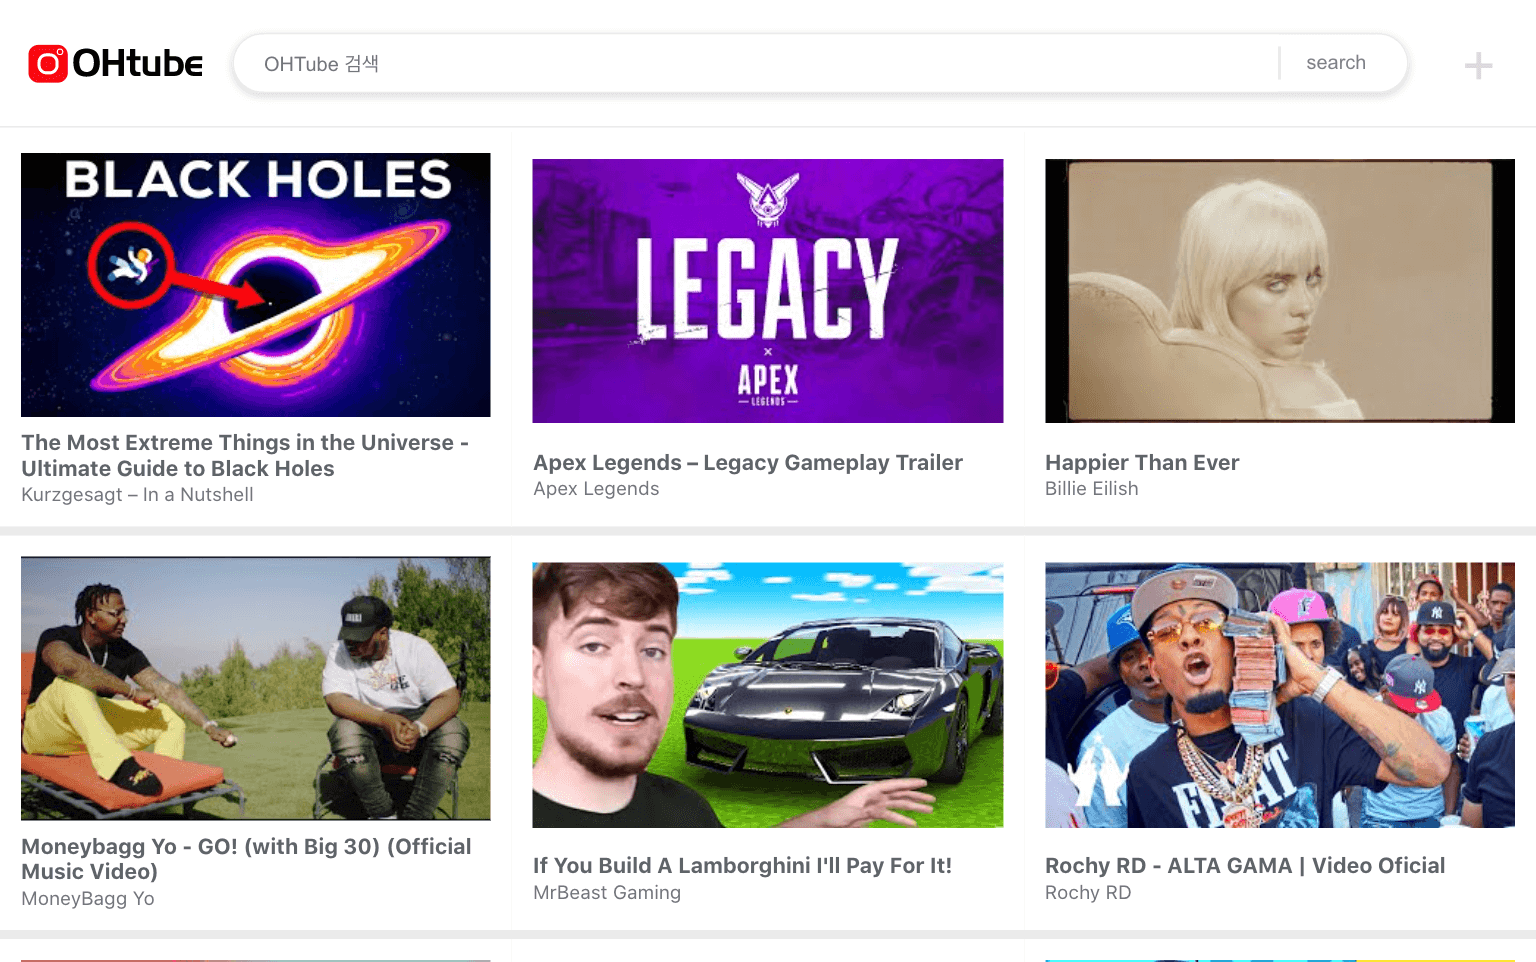 OHtube
OHTube 검색
search
BLACK HOLES
The Most Extreme Things in the Universe -
Ultimate Guide to Black Holes
Kurzgesagt – In a Nutshell
LEGACY
×
APEX
LEGENDS
Apex Legends – Legacy Gameplay Trailer
Apex Legends
Happier Than Ever
Billie Eilish
Moneybagg Yo - GO! (with Big 30) (Official
Music Video)
MoneyBagg Yo
If You Build A Lamborghini I'll Pay For It!
MrBeast Gaming
Rochy RD - ALTA GAMA | Video Oficial
Rochy RD